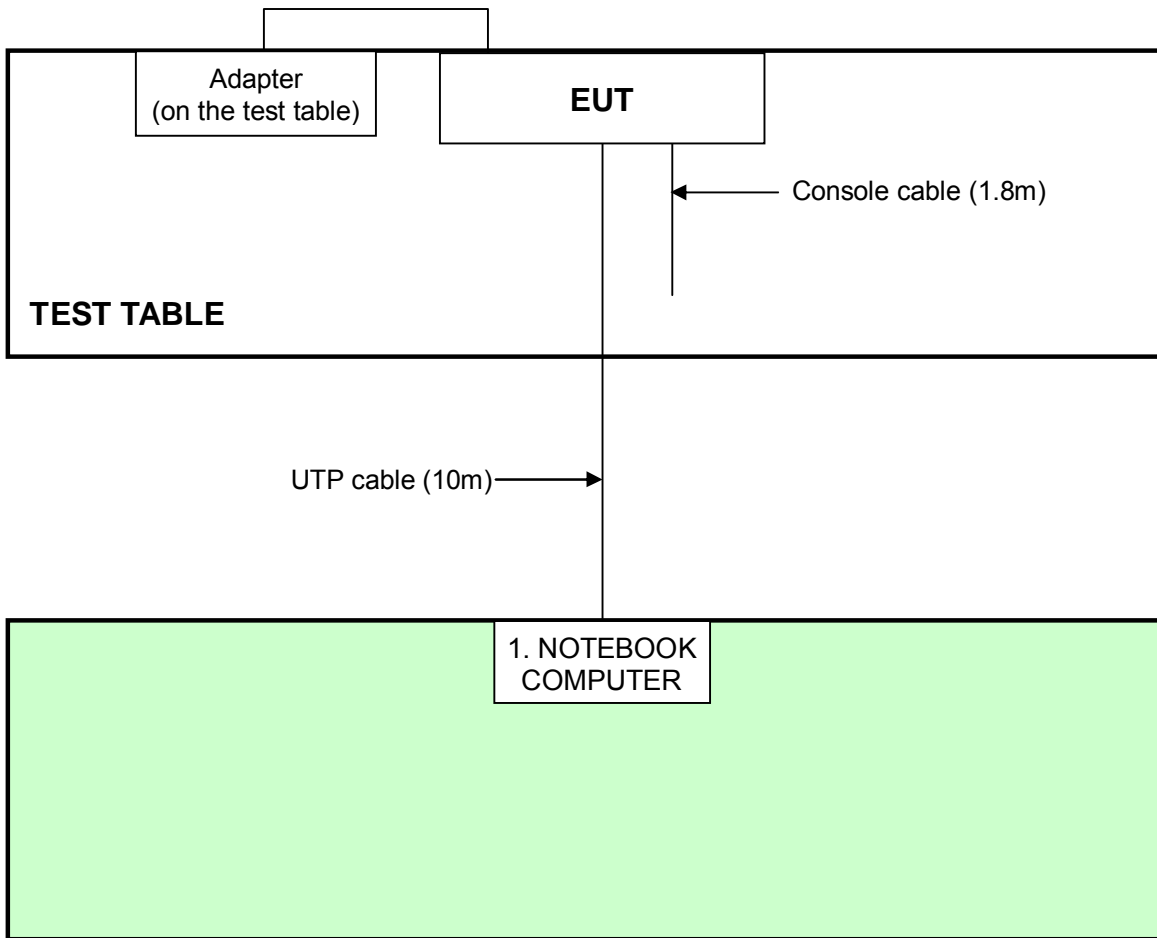 Adapter
(on the test table)
EUT
Console cable (1.8m)
TEST TABLE
UTP cable (10m)
1. NOTEBOOK
COMPUTER